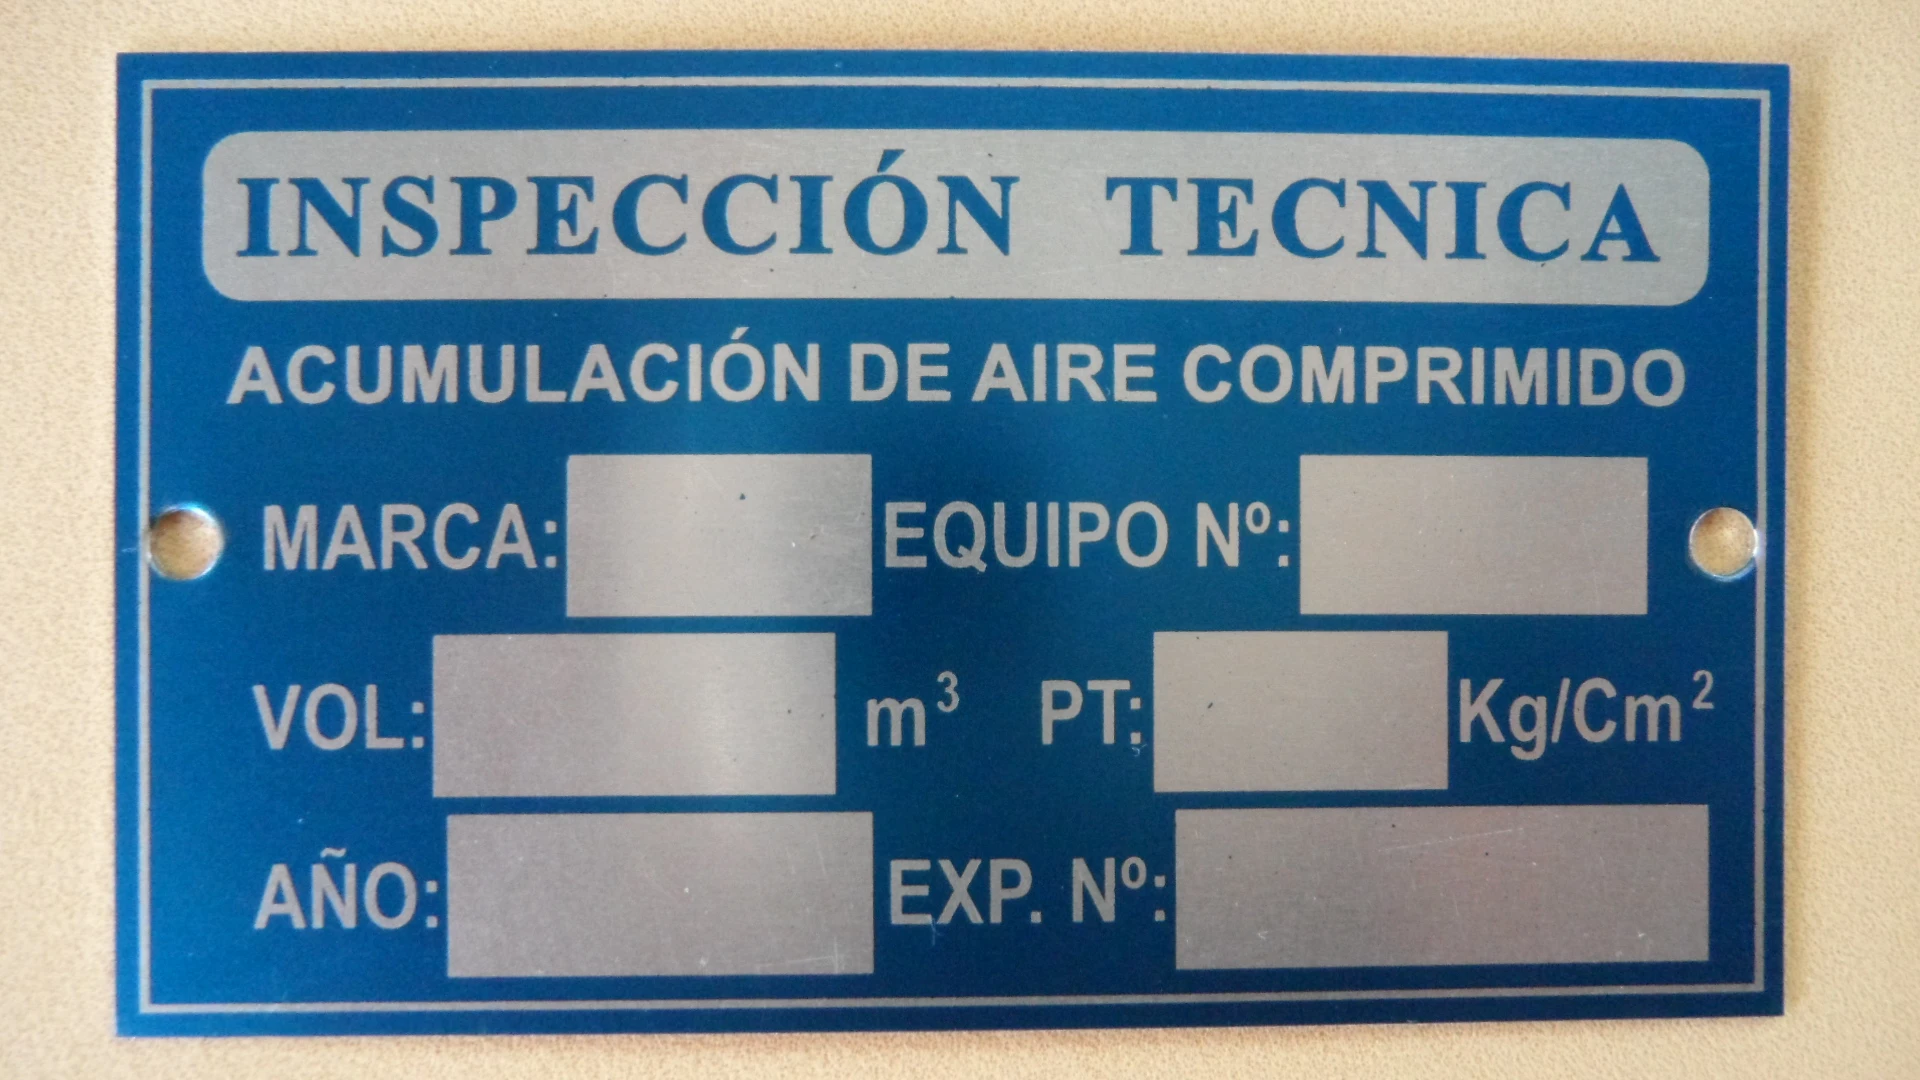 INSPECCIÓN TECNICA
ACUMULACIÓN DE AIRE COMPRIMIDO
MARCA: EQUIPO Nº:
VOL: m³ PT: Kg/Cm²
AÑO: EXP. Nº: